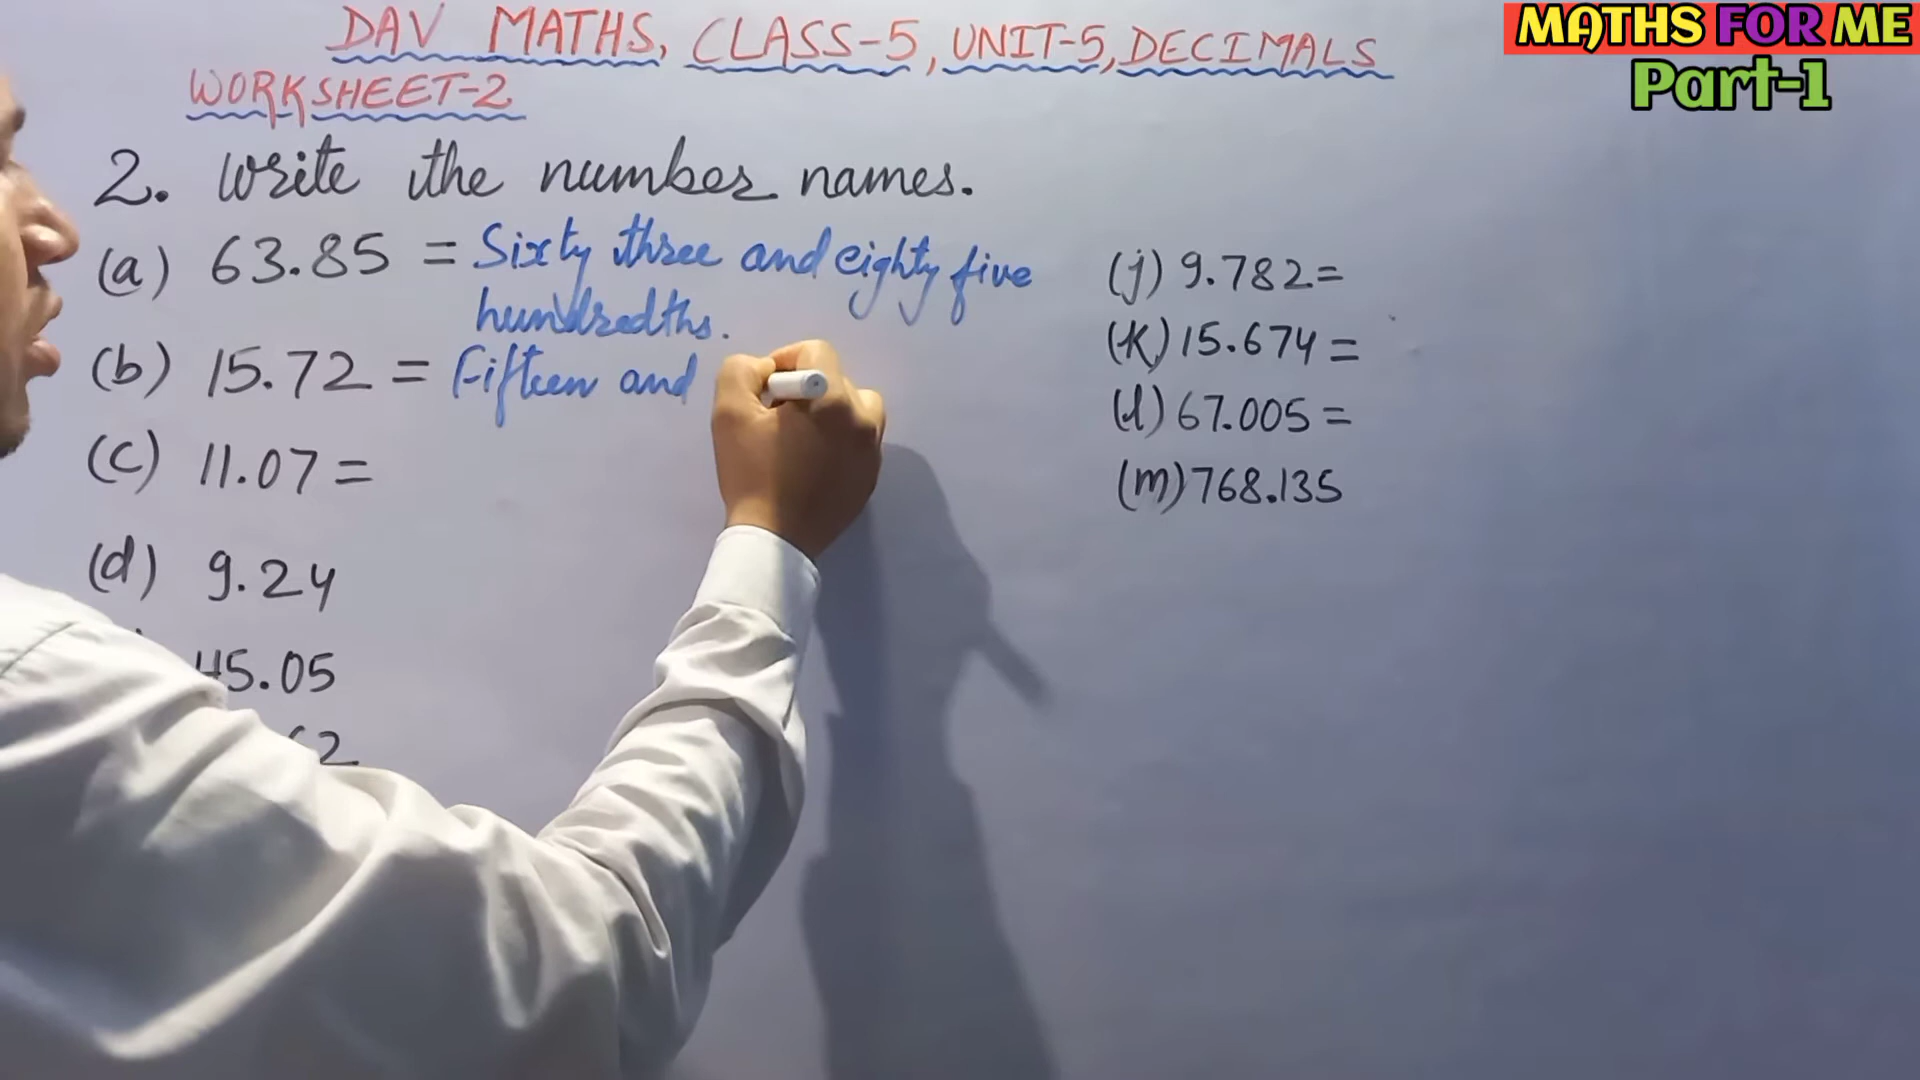 DAV MATHS, CLASS-5, UNIT-5, DECIMALS
WORKSHEET-2
MATHS FOR ME
Part-1
2. Write the number names.
(a) 63.85 = Sixty three and eighty five
hundredths.
(b) 15.72 = Fifteen and
(c) 11.07 =
(d) 9.24
45.05
62
(j) 9.782 =
(k) 15.674 =
(l) 67.005 =
(m) 768.135